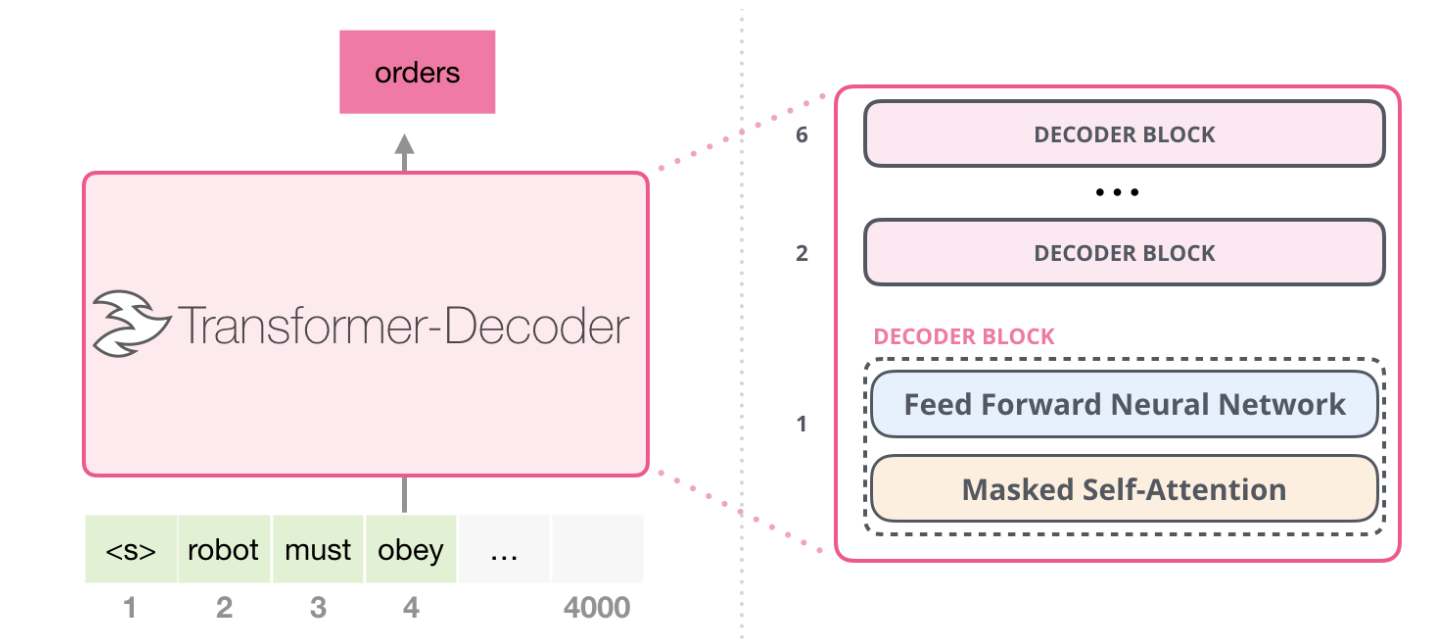 orders
Transformer-Decoder
<s> robot must obey ...
1 2 3 4 4000
6 DECODER BLOCK
...
2 DECODER BLOCK
DECODER BLOCK
1
Feed Forward Neural Network
Masked Self-Attention